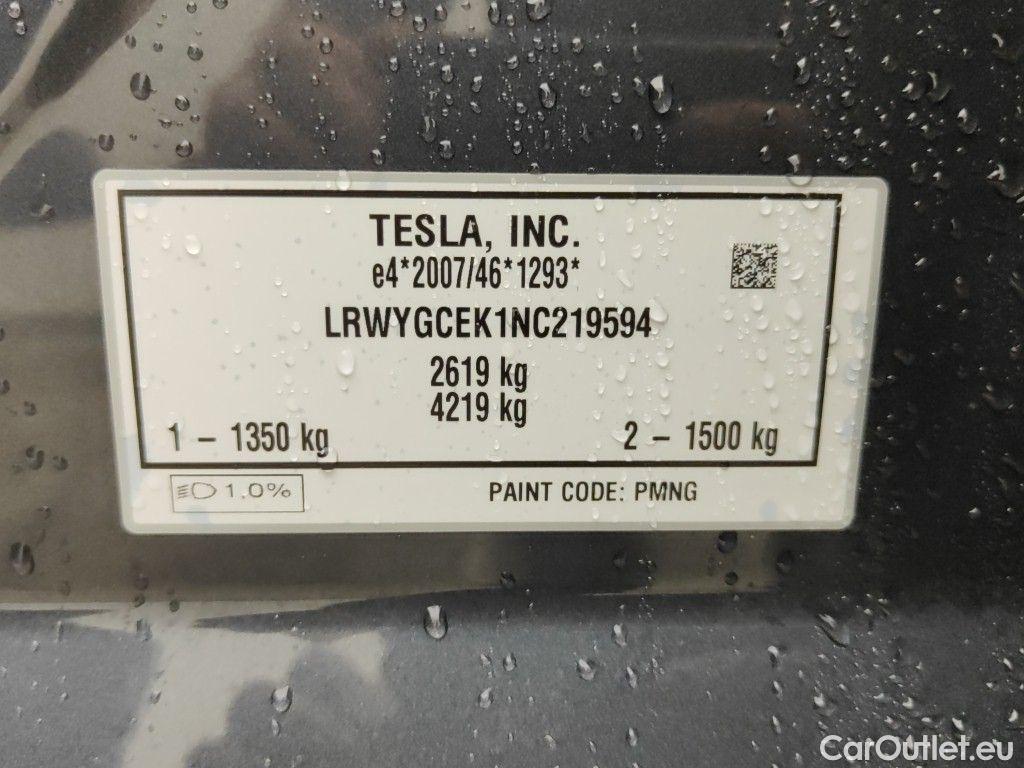 TESLA, INC.
e4*2007/46*1293*
LRWYGCEK1NC219594
2619 kg
4219 kg
1 – 1350 kg 2 – 1500 kg
1.0% PAINT CODE: PMNG
CarOutlet.eu